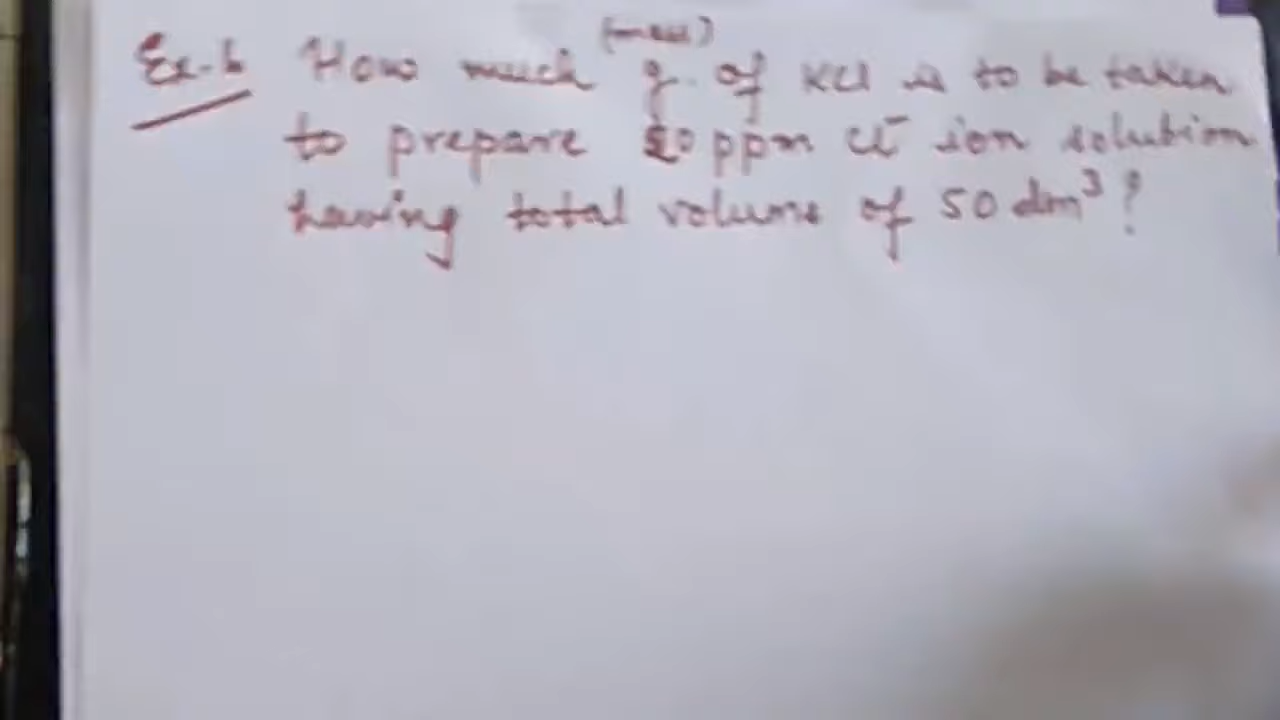 (mass)
Ex-6 How much g. of KCl is to be taken
to prepare ppm Cl⁻ ion solution
having total volume of 50 dm³?